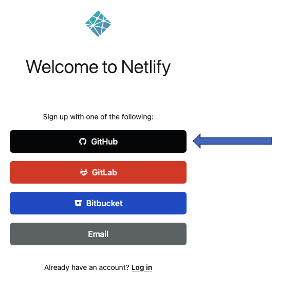 Welcome to Netlify
Sign up with one of the following:
GitHub
GitLab
Bitbucket
Email
Already have an account? Log in